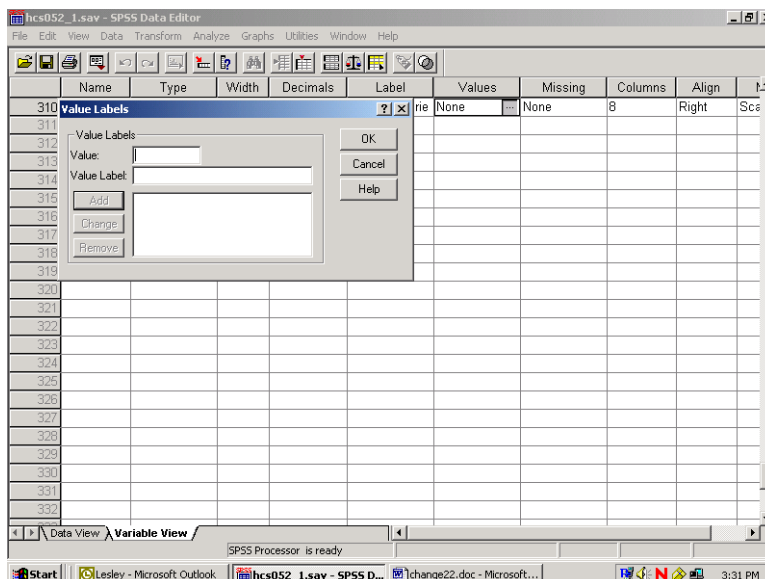 hcs052_1.sav - SPSS Data Editor
File Edit View Data Transform Analyze Graphs Utilities Window Help
Name Type Width Decimals Label Values Missing Columns Align
310 rie None ... None 8 Right Sca
Value Labels
Value Labels
Value:
Value Label:
Add
Change
Remove
OK
Cancel
Help
311
312
313
314
315
316
317
318
319
320
321
322
323
324
325
326
327
328
329
330
331
332
Data View Variable View
SPSS Processor is ready
Start Lesley - Microsoft Outlook hcs052_1.sav - SPSS D... change22.doc - Microsoft... N 3:31 PM